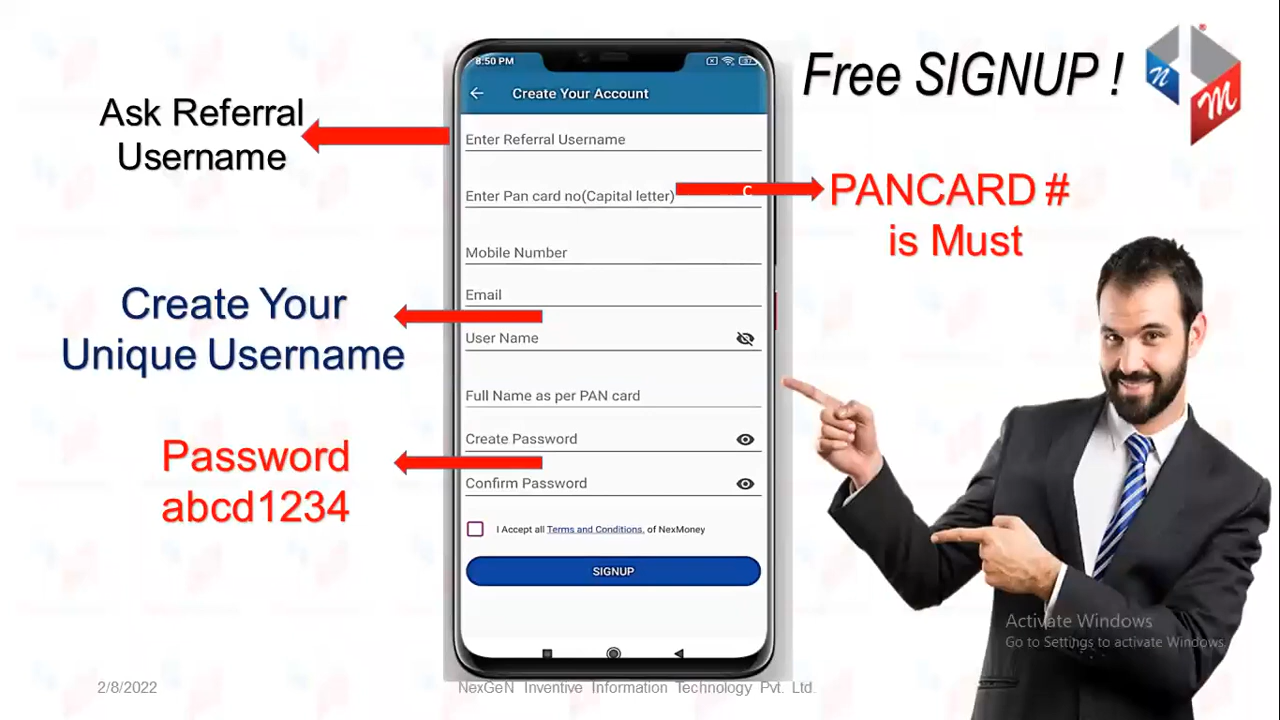 Free SIGNUP !
n
M
Ask Referral
Username
8:50 PM
Create Your Account
Enter Referral Username
Enter Pan card no(Capital letter)
C
PANCARD #
is Must
Mobile Number
Email
Create Your
Unique Username
User Name
Full Name as per PAN card
Create Password
Password
abcd1234
Confirm Password
I Accept all Terms and Conditions. of NexMoney
SIGNUP
Activate Windows
Go to Settings to activate Windows.
2/8/2022
NexGeN Inventive Information Technology Pvt. Ltd.